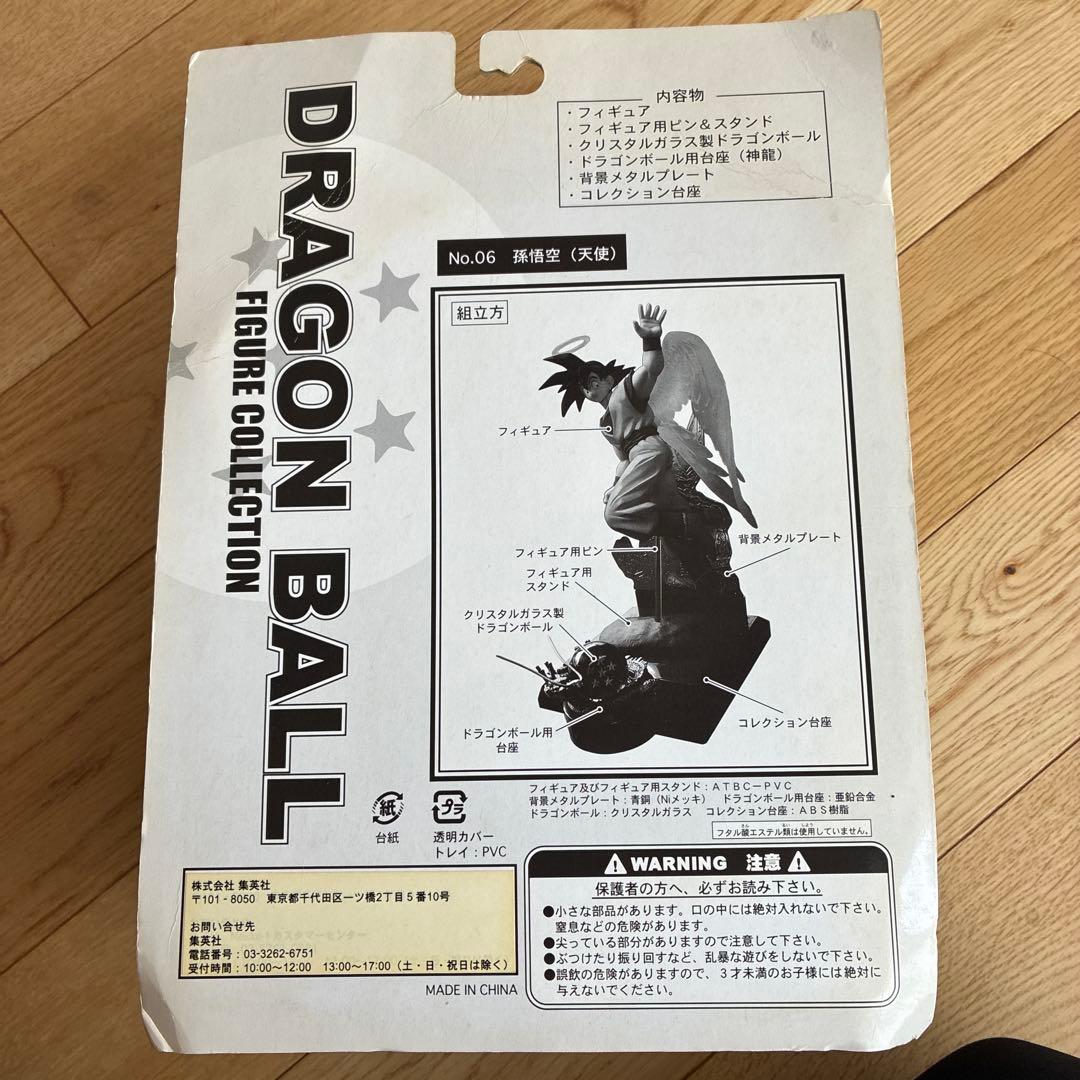 DRAGON BALL
FIGURE COLLECTION
内容物
・フィギュア
・フィギュア用ピン＆スタンド
・クリスタルガラス製ドラゴンボール
・ドラゴンボール用台座（神龍）
・背景メタルプレート
・コレクション台座
No.06 孫悟空（天使）
組立方
フィギュア
背景メタルプレート
フィギュア用ピン
フィギュア用
スタンド
クリスタルガラス製
ドラゴンボール
コレクション台座
ドラゴンボール用
台座
フィギュア及びフィギュア用スタンド：ATBC－PVC
背景メタルプレート：青銅（Niメッキ） ドラゴンボール用台座：亜鉛合金
ドラゴンボール：クリスタルガラス コレクション台座：ABS樹脂
フタル酸エステル類は使用していません。
紙
台紙
プラ
透明カバー
トレイ：PVC
株式会社 集英社
〒101-8050 東京都千代田区一ツ橋2丁目5番10号
お問い合せ先
集英社
電話番号：03-3262-6751
受付時間：10:00～12:00 13:00～17:00（土・日・祝日は除く）
MADE IN CHINA
WARNING 注意
保護者の方へ、必ずお読み下さい。
●小さな部品があります。口の中には絶対入れないで下さい。
窒息などの危険があります。
●尖っている部分がありますので注意して下さい。
●ぶつけたり振り回すなど、乱暴な遊びをしないで下さい。
●誤飲の危険がありますので、３才未満のお子様には絶対に
与えないでください。